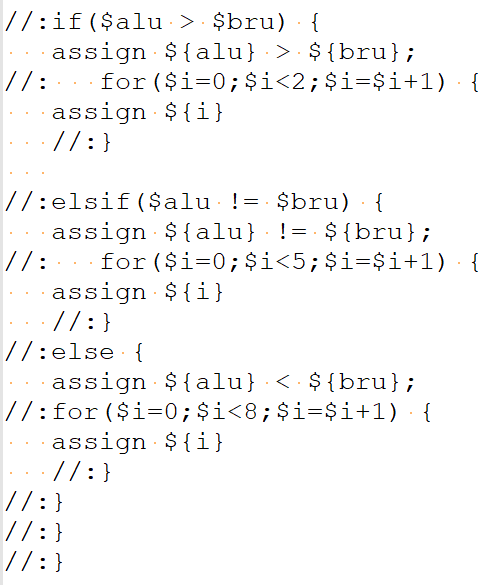 //:if($alu > $bru) {
    assign ${alu} > ${bru};
//:   for($i=0;$i<2;$i=$i+1) {
    assign ${i}
    //:}

//:elsif($alu != $bru) {
    assign ${alu} != ${bru};
//:   for($i=0;$i<5;$i=$i+1) {
    assign ${i}
    //:}
//:else {
    assign ${alu} < ${bru};
//:for($i=0;$i<8;$i=$i+1) {
    assign ${i}
    //:}
//:}
//:}
//:}